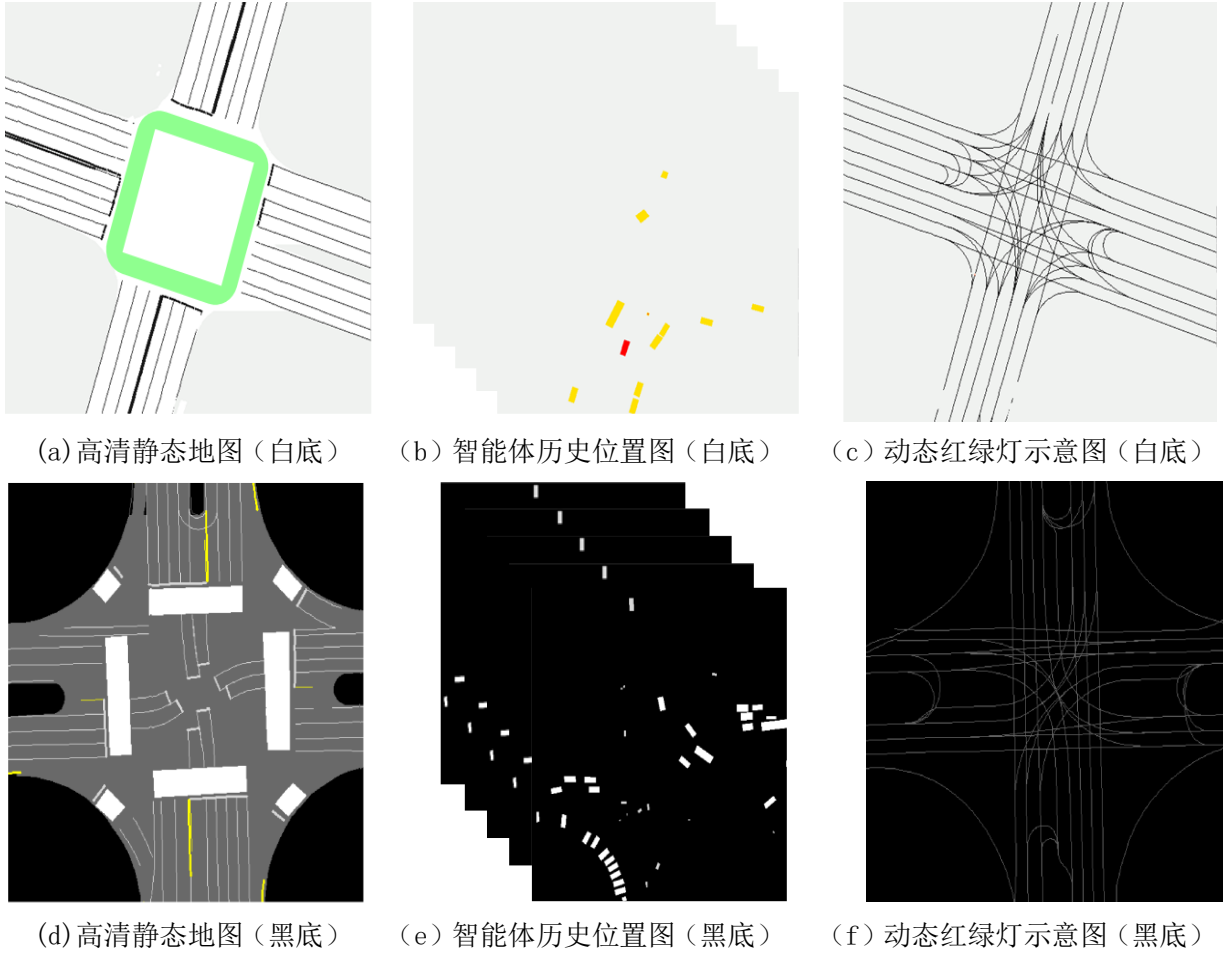 (a)高清静态地图（白底）
（b）智能体历史位置图（白底）
（c）动态红绿灯示意图（白底）
(d)高清静态地图（黑底）
（e）智能体历史位置图（黑底）
（f）动态红绿灯示意图（黑底）